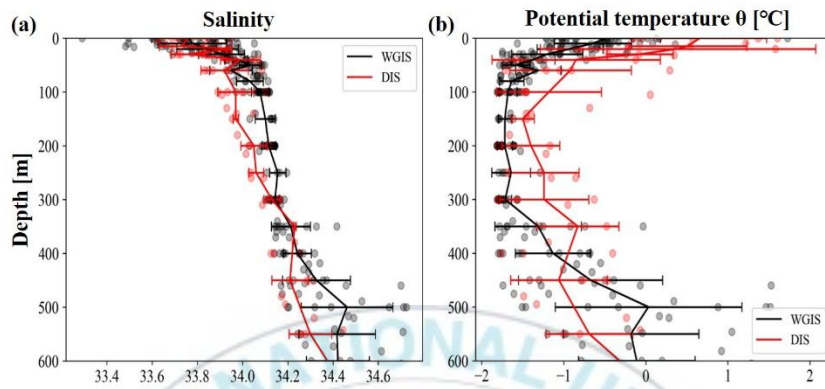 (a) Salinity
0
100
200
300
400
500
600
Depth [m]
WGIS
DIS
33.4 33.6 33.8 34.0 34.2 34.4 34.6
(b) Potential temperature θ [°C]
0
100
200
300
400
500
600
WGIS
DIS
−2 −1 0 1 2
NATIONAL